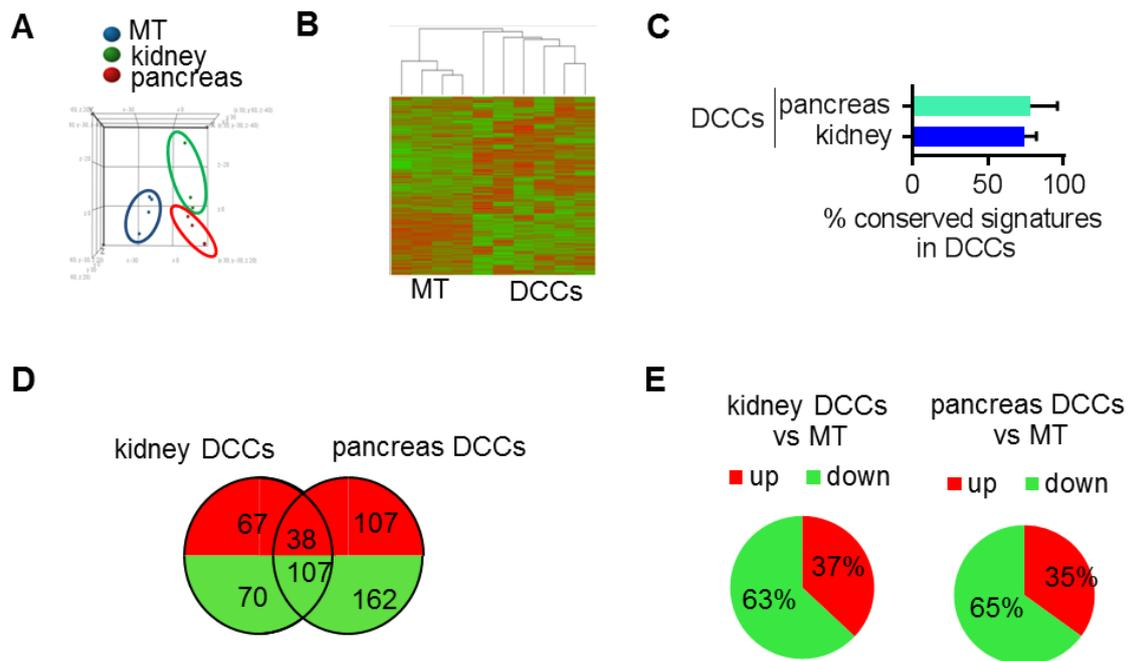 A
MT
kidney
pancreas
B
MT
DCCs
C
DCCs
pancreas
kidney
0 50 100
% conserved signatures
in DCCs
D
kidney DCCs
pancreas DCCs
67
38
107
107
70
162
E
kidney DCCs
vs MT
up down
37%
63%
pancreas DCCs
vs MT
up down
35%
65%